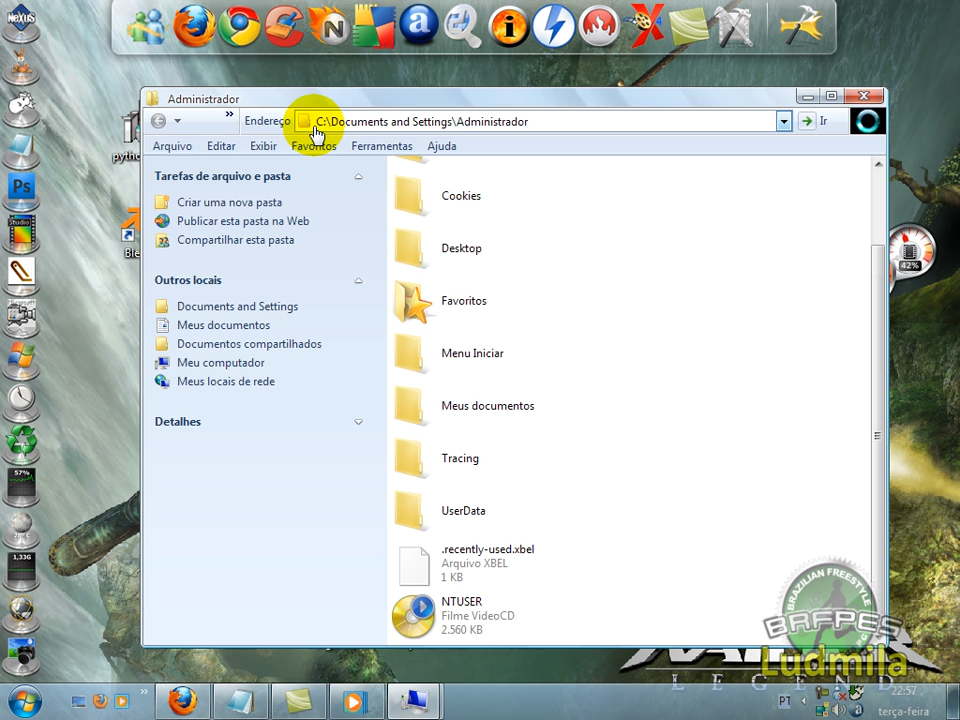 NeXuS
Administrador
Endereço C:\Documents and Settings\Administrador
Ir
Arquivo Editar Exibir Favoritos Ferramentas Ajuda
Tarefas de arquivo e pasta
Criar uma nova pasta
Publicar esta pasta na Web
Compartilhar esta pasta
Outros locais
Documents and Settings
Meus documentos
Documentos compartilhados
Meu computador
Meus locais de rede
Detalhes
Cookies
Desktop
Favoritos
Menu Iniciar
Meus documentos
Tracing
UserData
.recently-used.xbel
Arquivo XBEL
1 KB
NTUSER
Filme VideoCD
2.560 KB
Ps
Studio
57%
1,33G
42%
BRAZILIAN FREESTYLE
BRFPES
Ludmila
L E G E N D
PT
22:57
terça-feira